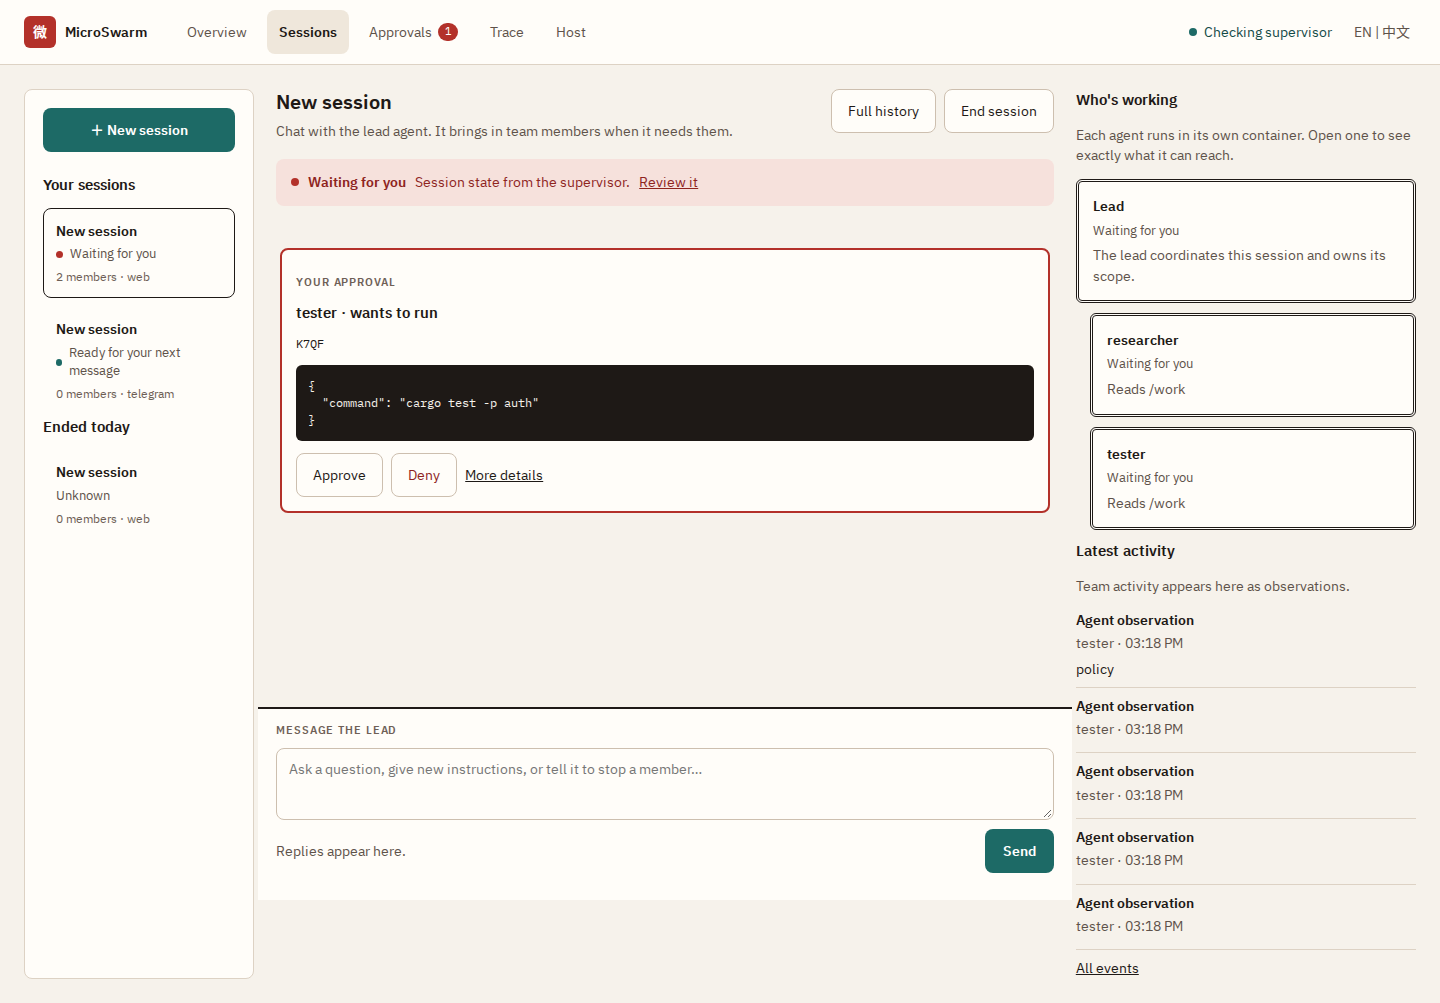 微 MicroSwarm Overview Sessions Approvals 1 Trace Host Checking supervisor EN | 中文
+ New session
Your sessions
New session
Waiting for you
2 members · web
New session
Ready for your next
message
0 members · telegram
Ended today
New session
Unknown
0 members · web
New session
Chat with the lead agent. It brings in team members when it needs them.
Full history End session
Waiting for you Session state from the supervisor. Review it
YOUR APPROVAL
tester · wants to run
K7QF
{
"command": "cargo test -p auth"
}
Approve Deny More details
MESSAGE THE LEAD
Ask a question, give new instructions, or tell it to stop a member…
Replies appear here. Send
Who's working
Each agent runs in its own container. Open one to see
exactly what it can reach.
Lead
Waiting for you
The lead coordinates this session and owns its
scope.
researcher
Waiting for you
Reads /work
tester
Waiting for you
Reads /work
Latest activity
Team activity appears here as observations.
Agent observation
tester · 03:18 PM
policy
Agent observation
tester · 03:18 PM
Agent observation
tester · 03:18 PM
Agent observation
tester · 03:18 PM
Agent observation
tester · 03:18 PM
All events